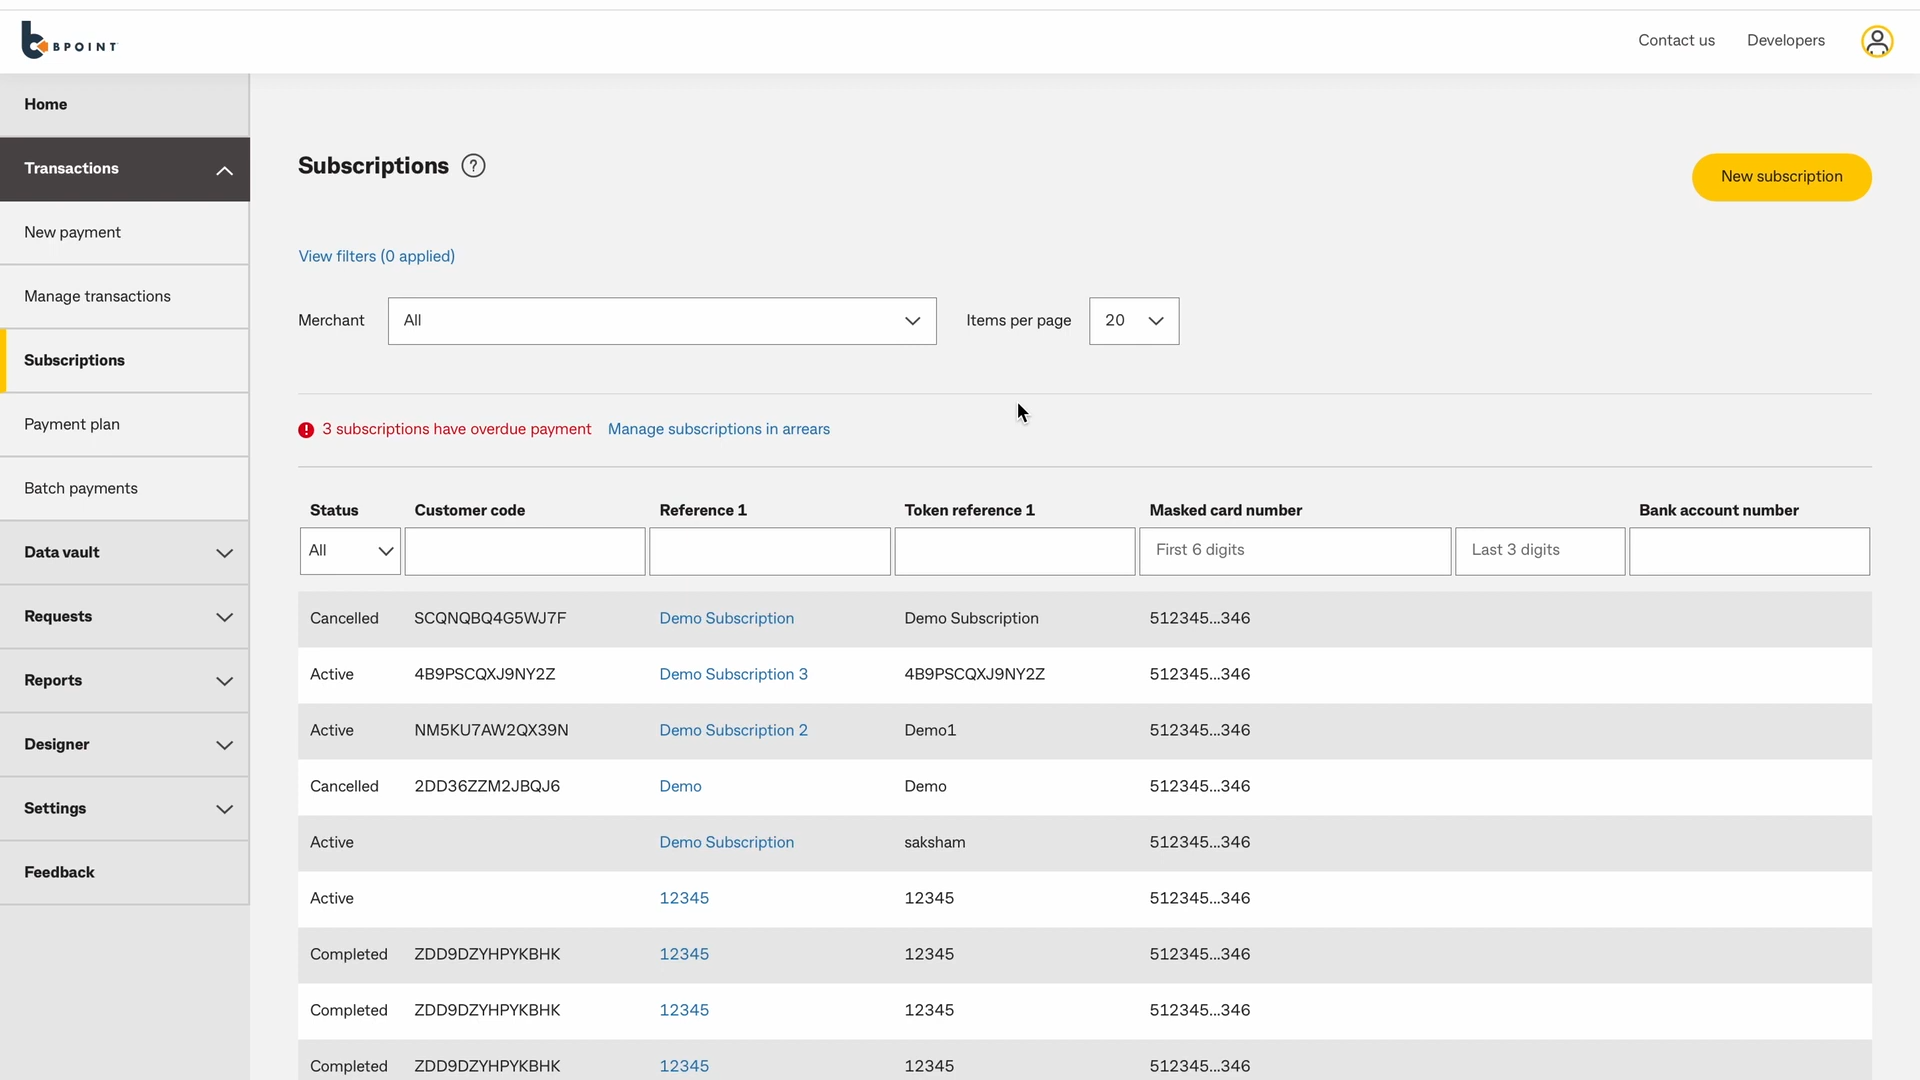 BPOINT
Contact us
Developers
Home
Transactions
New payment
Manage transactions
Subscriptions
Payment plan
Batch payments
Data vault
Requests
Reports
Designer
Settings
Feedback
Subscriptions ?
New subscription
View filters (0 applied)
Merchant All Items per page 20
! 3 subscriptions have overdue payment Manage subscriptions in arrears
Status Customer code Reference 1 Token reference 1 Masked card number Bank account number
All First 6 digits Last 3 digits
Cancelled SCQNQBQ4G5WJ7F Demo Subscription Demo Subscription 512345...346
Active 4B9PSCQXJ9NY2Z Demo Subscription 3 4B9PSCQXJ9NY2Z 512345...346
Active NM5KU7AW2QX39N Demo Subscription 2 Demo1 512345...346
Cancelled 2DD36ZZM2JBQJ6 Demo Demo 512345...346
Active Demo Subscription saksham 512345...346
Active 12345 12345 512345...346
Completed ZDD9DZYHPYKBHK 12345 12345 512345...346
Completed ZDD9DZYHPYKBHK 12345 12345 512345...346
Completed ZDD9DZYHPYKBHK 12345 12345 512345...346